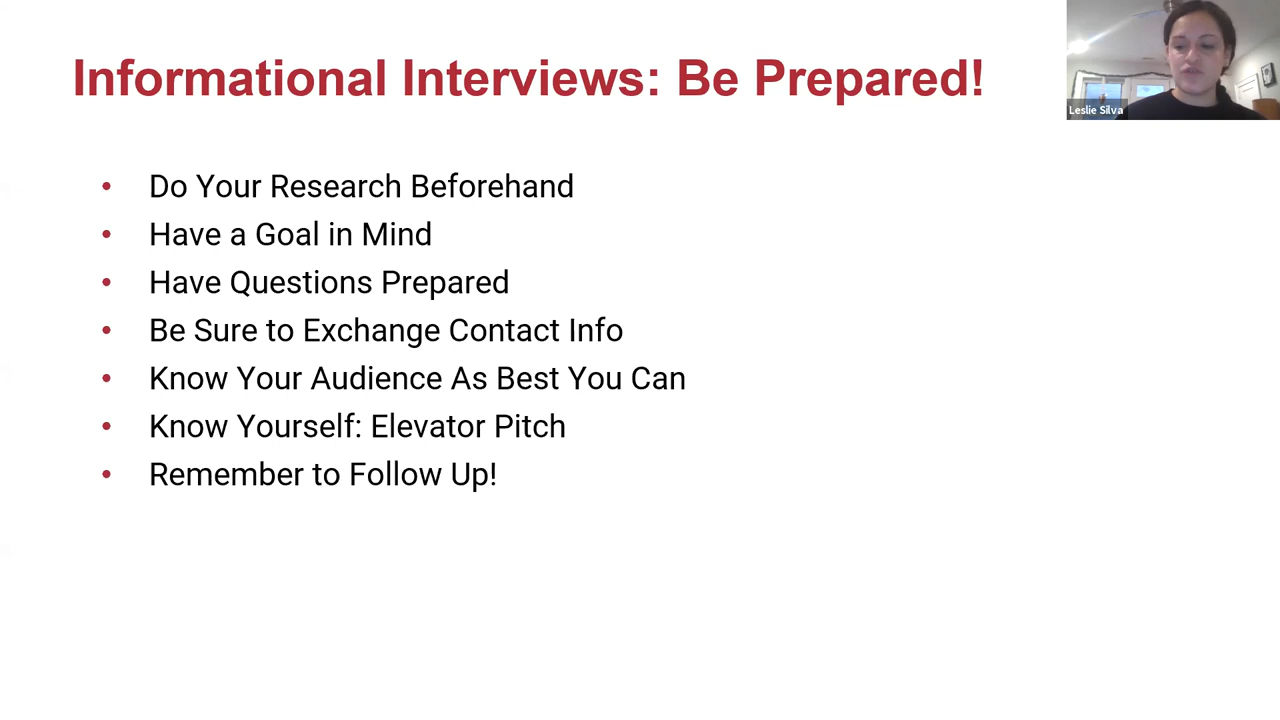 Informational Interviews: Be Prepared!
Leslie Silva
• Do Your Research Beforehand
• Have a Goal in Mind
• Have Questions Prepared
• Be Sure to Exchange Contact Info
• Know Your Audience As Best You Can
• Know Yourself: Elevator Pitch
• Remember to Follow Up!